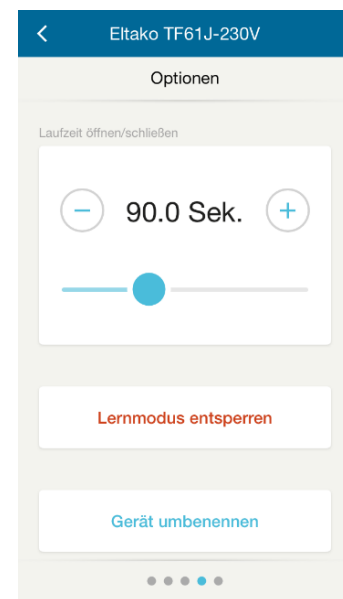 Eltako TF61J-230V
Optionen
Laufzeit öffnen/schließen
90.0 Sek.
Lernmodus entsperren
Gerät umbenennen